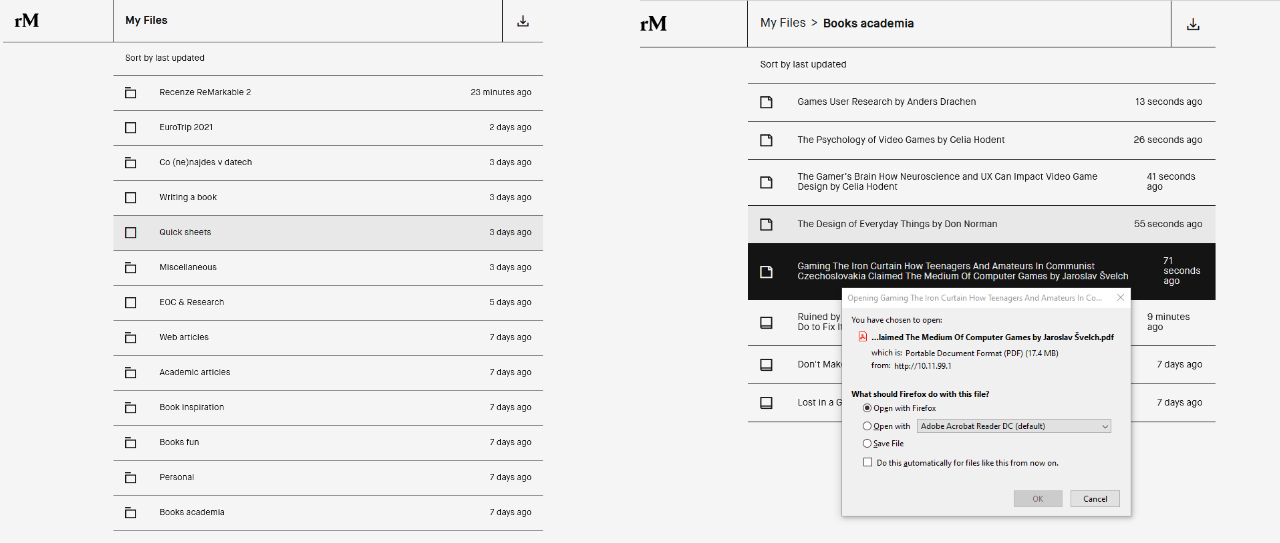 rM
My Files
Sort by last updated
Recenze ReMarkable 2 23 minutes ago
EuroTrip 2021 2 days ago
Co (ne)najdes v datech 3 days ago
Writing a book 3 days ago
Quick sheets 3 days ago
Miscellaneous 3 days ago
EOC & Research 5 days ago
Web articles 7 days ago
Academic articles 7 days ago
Book inspiration 7 days ago
Books fun 7 days ago
Personal 7 days ago
Books academia 7 days ago
rM
My Files > Books academia
Sort by last updated
Games User Research by Anders Drachen 13 seconds ago
The Psychology of Video Games by Celia Hodent 26 seconds ago
The Gamer's Brain How Neuroscience and UX Can Impact Video Game
Design by Celia Hodent
41 seconds
ago
The Design of Everyday Things by Don Norman 55 seconds ago
Gaming The Iron Curtain How Teenagers And Amateurs In Communist
Czechoslovakia Claimed The Medium Of Computer Games by Jaroslav Švelch
71
seconds
ago
Ruined by
Do to Fix It
9 minutes
ago
Don't Make 7 days ago
Lost in a G 7 days ago
Opening Gaming The Iron Curtain How Teenagers And Amateurs In Co...
You have chosen to open:
...laimed The Medium Of Computer Games by Jaroslav Švelch.pdf
which is: Portable Document Format (PDF) (17.4 MB)
from: http://10.11.99.1
What should Firefox do with this file?
Open with Firefox
Open with Adobe Acrobat Reader DC (default)
Save File
Do this automatically for files like this from now on.
OK Cancel